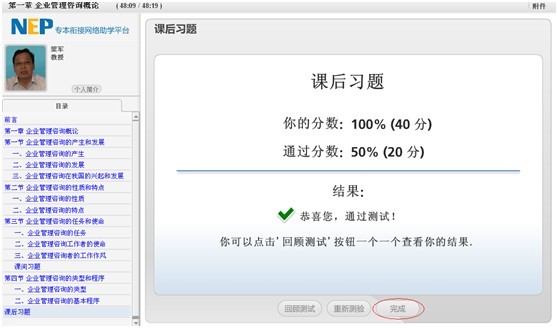 第一章 企业管理咨询概论
( 48:09 / 48:19 )
附件
NEP 专本衔接网络助学平台
教授
个人简介
目录
前言
第一章 企业管理咨询概论
第一节 企业管理咨询的产生和发展
一、企业管理咨询的产生
二、企业管理咨询的发展
三、企业管理咨询在我国的兴起和发展
第二节 企业管理咨询的性质和特点
一、企业管理咨询的性质
二、企业管理咨询的特点
第三节 企业管理咨询的任务和使命
一、企业管理咨询的任务
二、企业管理咨询工作者的使命
三、企业管理咨询者的工作作风
课间习题
第四节 企业管理咨询的类型和程序
一、企业管理咨询的类型
二、企业管理咨询的基本程序
课后习题
课后习题
课后习题
你的分数: 100% (40 分)
通过分数: 50% (20 分)
结果:
恭喜您, 通过测试!
你可以点击'回顾测试'按钮一个一个查看你的结果.
回顾测试
重新测验
完成